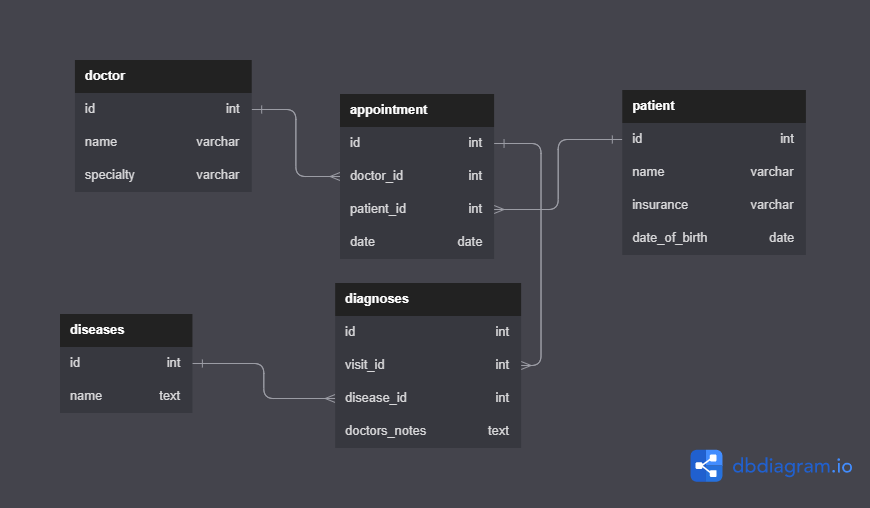 doctor
id int
name varchar
specialty varchar
appointment
id int
doctor_id int
patient_id int
date date
patient
id int
name varchar
insurance varchar
date_of_birth date
diseases
id int
name text
diagnoses
id int
visit_id int
disease_id int
doctors_notes text
dbdiagram.io